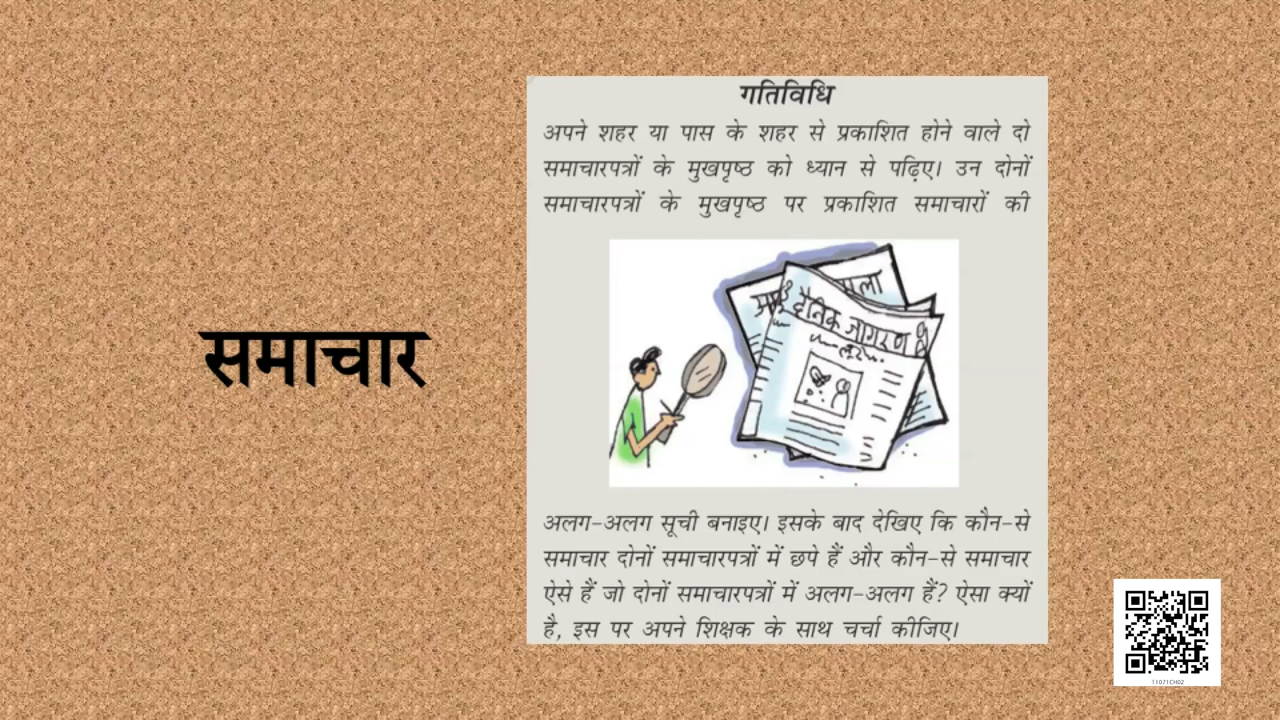 समाचार
गतिविधि
अपने शहर या पास के शहर से प्रकाशित होने वाले दो
समाचारपत्रों के मुखपृष्ठ को ध्यान से पढ़िए। उन दोनों
समाचारपत्रों के मुखपृष्ठ पर प्रकाशित समाचारों की
दैनिक जागरण
अलग-अलग सूची बनाइए। इसके बाद देखिए कि कौन-से
समाचार दोनों समाचारपत्रों में छपे हैं और कौन-से समाचार
ऐसे हैं जो दोनों समाचारपत्रों में अलग-अलग हैं? ऐसा क्यों
है, इस पर अपने शिक्षक के साथ चर्चा कीजिए।
11071CH02